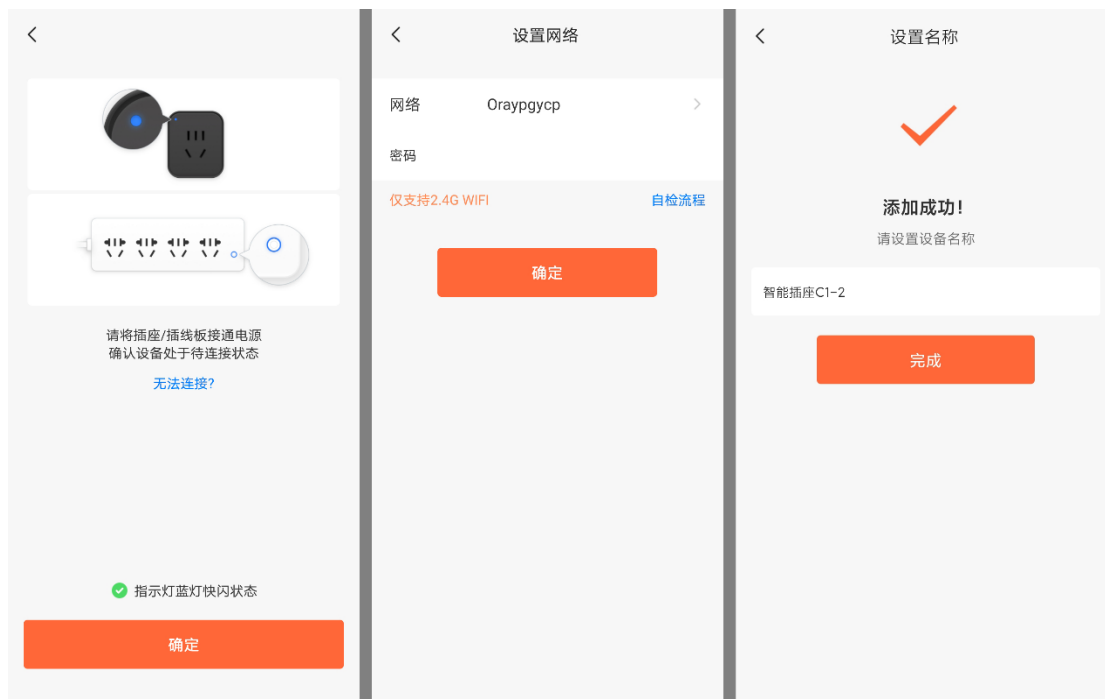 请将插座/插线板接通电源
确认设备处于待连接状态
无法连接?
指示灯蓝灯快闪状态
确定
设置网络
网络 Oraypgycp
密码
仅支持2.4G WIFI 自检流程
确定
设置名称
添加成功!
请设置设备名称
智能插座C1-2
完成